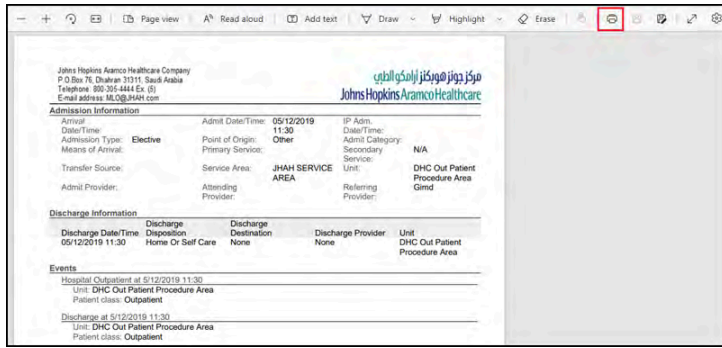 Page view | Read aloud | Add text | Draw | Highlight | Erase
Johns Hopkins Aramco Healthcare Company
P.O.Box 76, Dhahran 31311, Saudi Arabia
Telephone: 800-305-4444 Ex. (5)
E-mail address: MLO@JHAH.com
مركز جونز هوبكنز أرامكو الطبي
Johns Hopkins Aramco Healthcare
Admission Information
Arrival Date/Time: Admit Date/Time: 05/12/2019 11:30 IP Adm. Date/Time:
Admission Type: Elective Point of Origin: Other Admit Category:
Means of Arrival: Primary Service: Secondary Service: N/A
Transfer Source: Service Area: JHAH SERVICE AREA Unit: DHC Out Patient Procedure Area
Admit Provider: Attending Provider: Referring Provider: Gimd
Discharge Information
Discharge Date/Time Discharge Disposition Discharge Destination Discharge Provider Unit
05/12/2019 11:30 Home Or Self Care None None DHC Out Patient Procedure Area
Events
Hospital Outpatient at 5/12/2019 11:30
Unit: DHC Out Patient Procedure Area
Patient class: Outpatient
Discharge at 5/12/2019 11:30
Unit: DHC Out Patient Procedure Area
Patient class: Outpatient